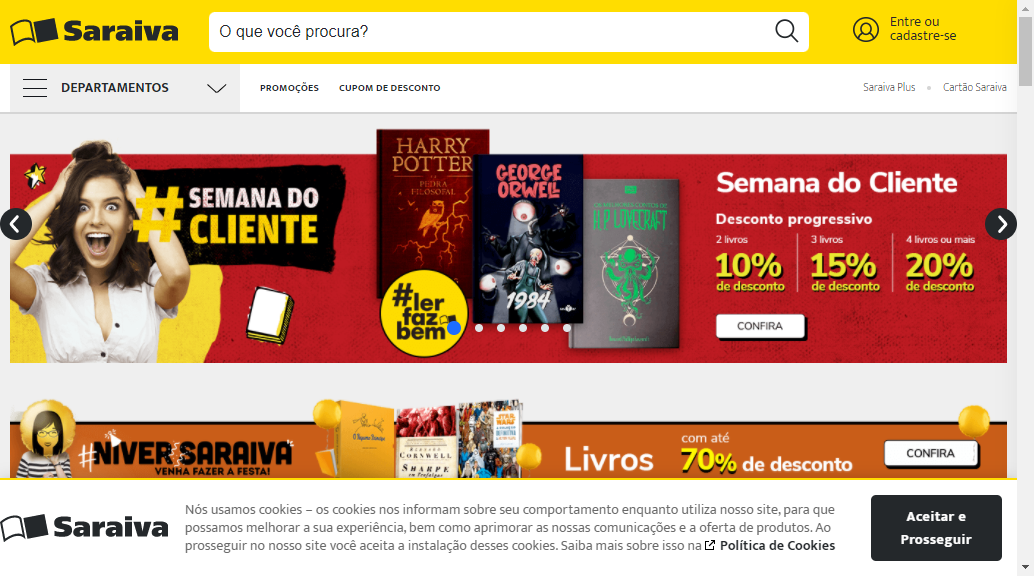 Saraiva
O que você procura?
Entre ou
cadastre-se
DEPARTAMENTOS
PROMOÇÕES
CUPOM DE DESCONTO
Saraiva Plus
Cartão Saraiva
# SEMANA DO
CLIENTE
HARRY
POTTER
E A
PEDRA
FILOSOFAL
GEORGE
ORWELL
1984
H.P. LOVECRAFT
#ler
faz
bem
Semana do Cliente
Desconto progressivo
2 livros
10%
de desconto
3 livros
15%
de desconto
4 livros ou mais
20%
de desconto
CONFIRA
#NIVER SARAIVA
VENHA FAZER A FESTA!
BERNARD
CORNWELL
SHARPE
STAR
WARS
Livros
com até
70% de desconto
CONFIRA
Saraiva
Nós usamos cookies – os cookies nos informam sobre seu comportamento enquanto utiliza nosso site, para que
possamos melhorar a sua experiência, bem como aprimorar as nossas comunicações e a oferta de produtos. Ao
prosseguir no nosso site você aceita a instalação desses cookies. Saiba mais sobre isso na Política de Cookies
Aceitar e
Prosseguir